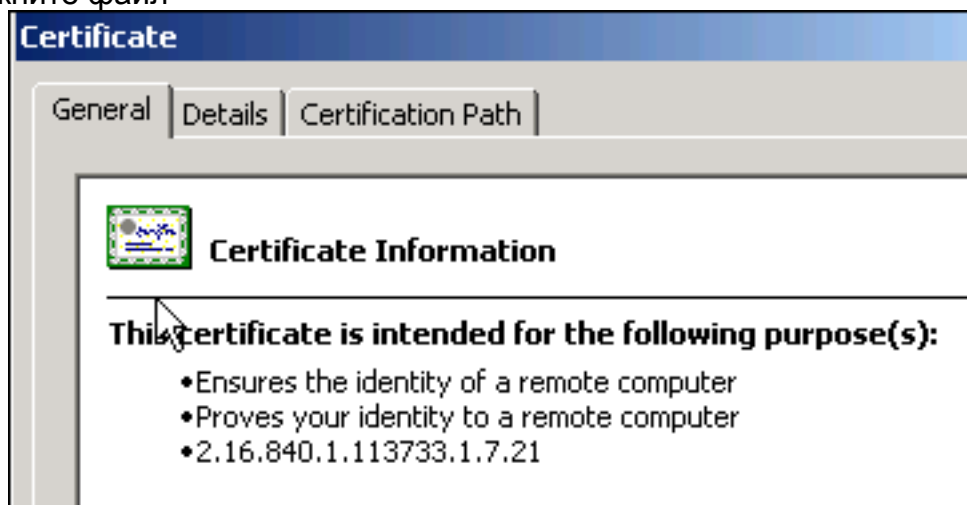 файл
Certificate
General Details Certification Path
Certificate Information
This certificate is intended for the following purpose(s):
•Ensures the identity of a remote computer
•Proves your identity to a remote computer
•2.16.840.1.113733.1.7.21